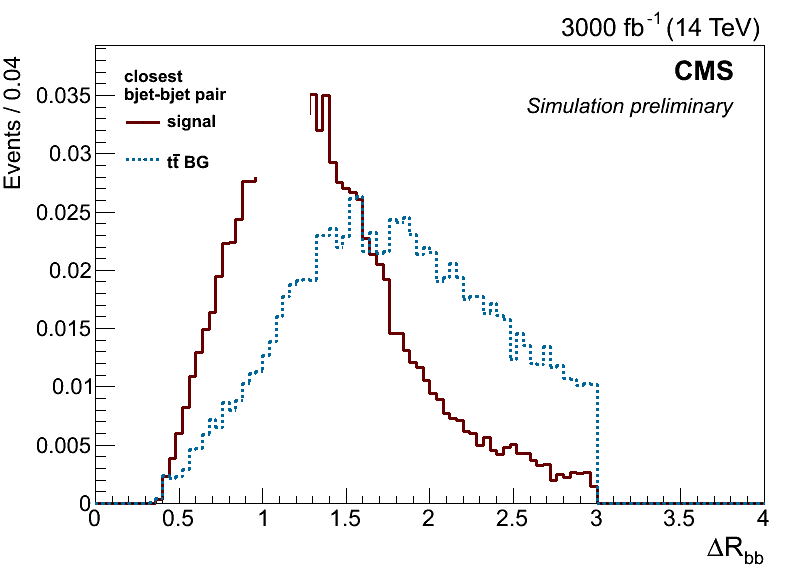 3000 fb-1 (14 TeV)
Events / 0.04
CMS
Simulation preliminary
closest
bjet-bjet pair
signal
tt̄ BG
0.035
0.03
0.025
0.02
0.015
0.01
0.005
0
0 0.5 1 1.5 2 2.5 3 3.5 4
ΔRbb